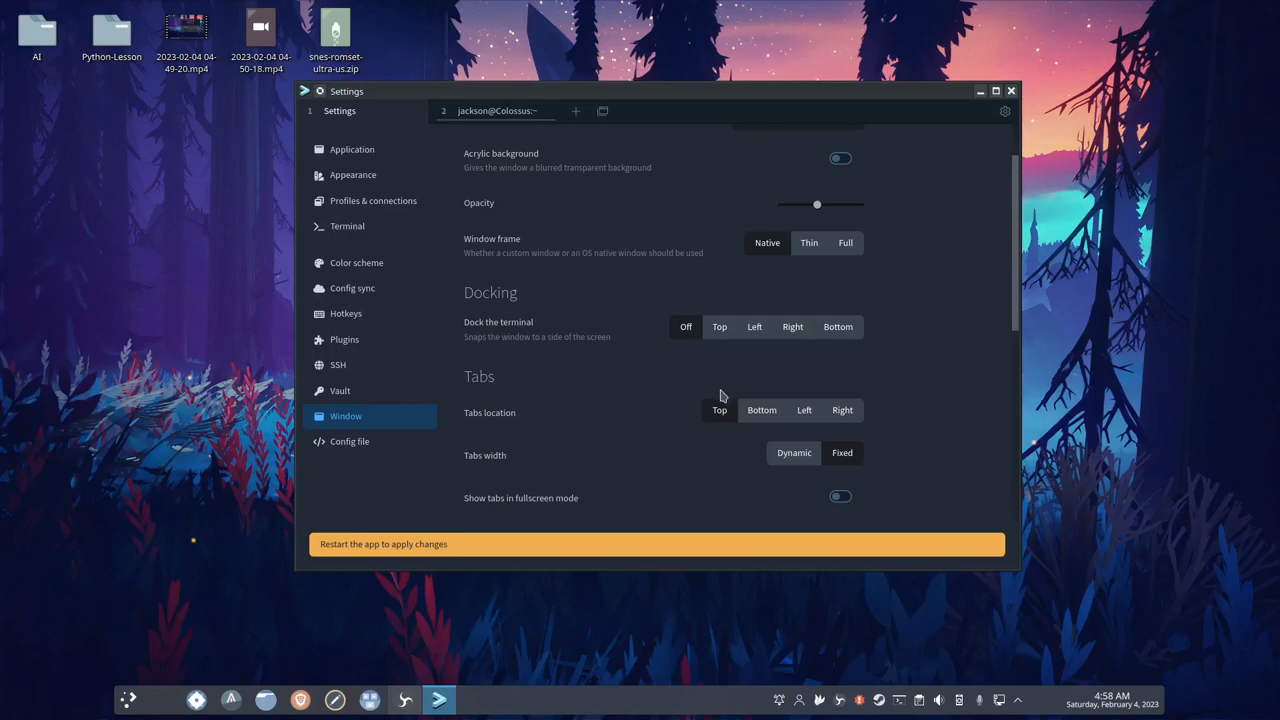 AI
Python-Lesson
2023-02-04 04-
49-20.mp4
2023-02-04 04-
50-18.mp4
snes-romset-
ultra-us.zip
Settings
1 Settings
2 jackson@Colossus:~
Application
Appearance
Profiles & connections
Terminal
Color scheme
Config sync
Hotkeys
Plugins
SSH
Vault
Window
Config file
Acrylic background
Gives the window a blurred transparent background
Opacity
Window frame
Whether a custom window or an OS native window should be used
Native Thin Full
Docking
Dock the terminal
Snaps the window to a side of the screen
Off Top Left Right Bottom
Tabs
Tabs location
Top Bottom Left Right
Tabs width
Dynamic Fixed
Show tabs in fullscreen mode
Restart the app to apply changes
4:58 AM
Saturday, February 4, 2023